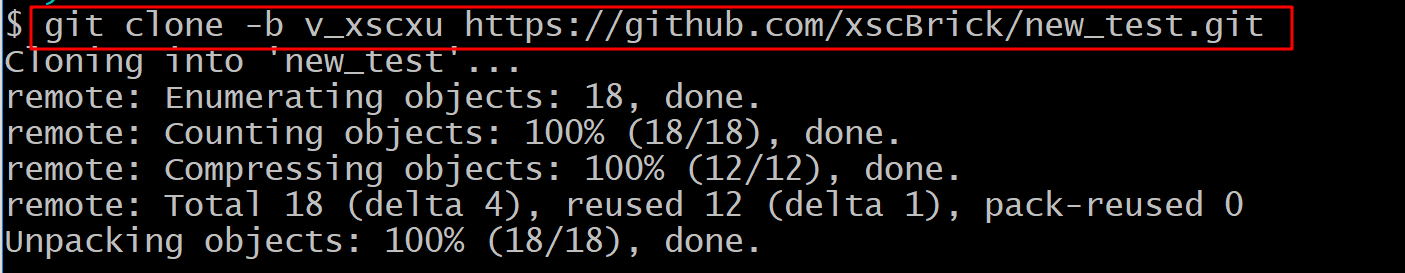 $ git clone -b v_xscxu https://github.com/xscBrick/new_test.git
Cloning into 'new_test'...
remote: Enumerating objects: 18, done.
remote: Counting objects: 100% (18/18), done.
remote: Compressing objects: 100% (12/12), done.
remote: Total 18 (delta 4), reused 12 (delta 1), pack-reused 0
Unpacking objects: 100% (18/18), done.